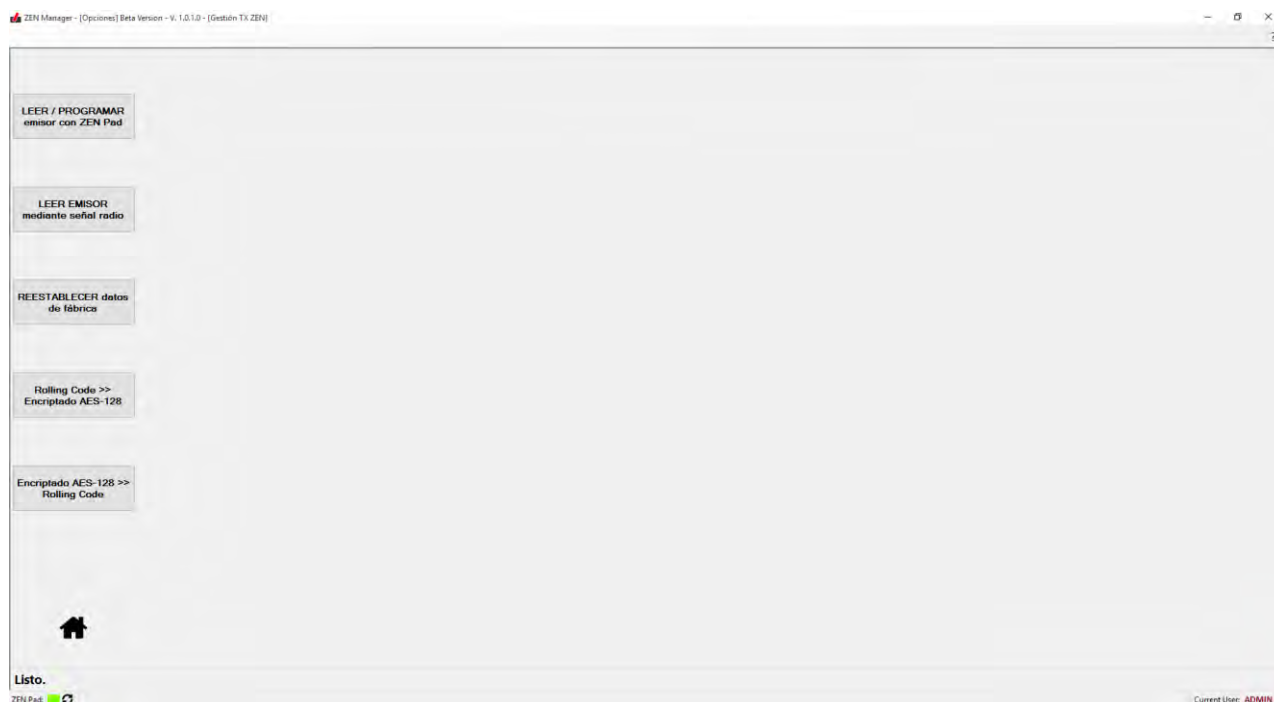 ZEN Manager - [Opciones] Beta Version - V. 1.0.1.0 - [Gestión TX ZEN]
?
LEER / PROGRAMAR
emisor con ZEN Pad
LEER EMISOR
mediante señal radio
REESTABLECER datos
de fábrica
Rolling Code >>
Encriptado AES-128
Encriptado AES-128 >>
Rolling Code
Listo.
ZEN Pad:
Current User: ADMIN